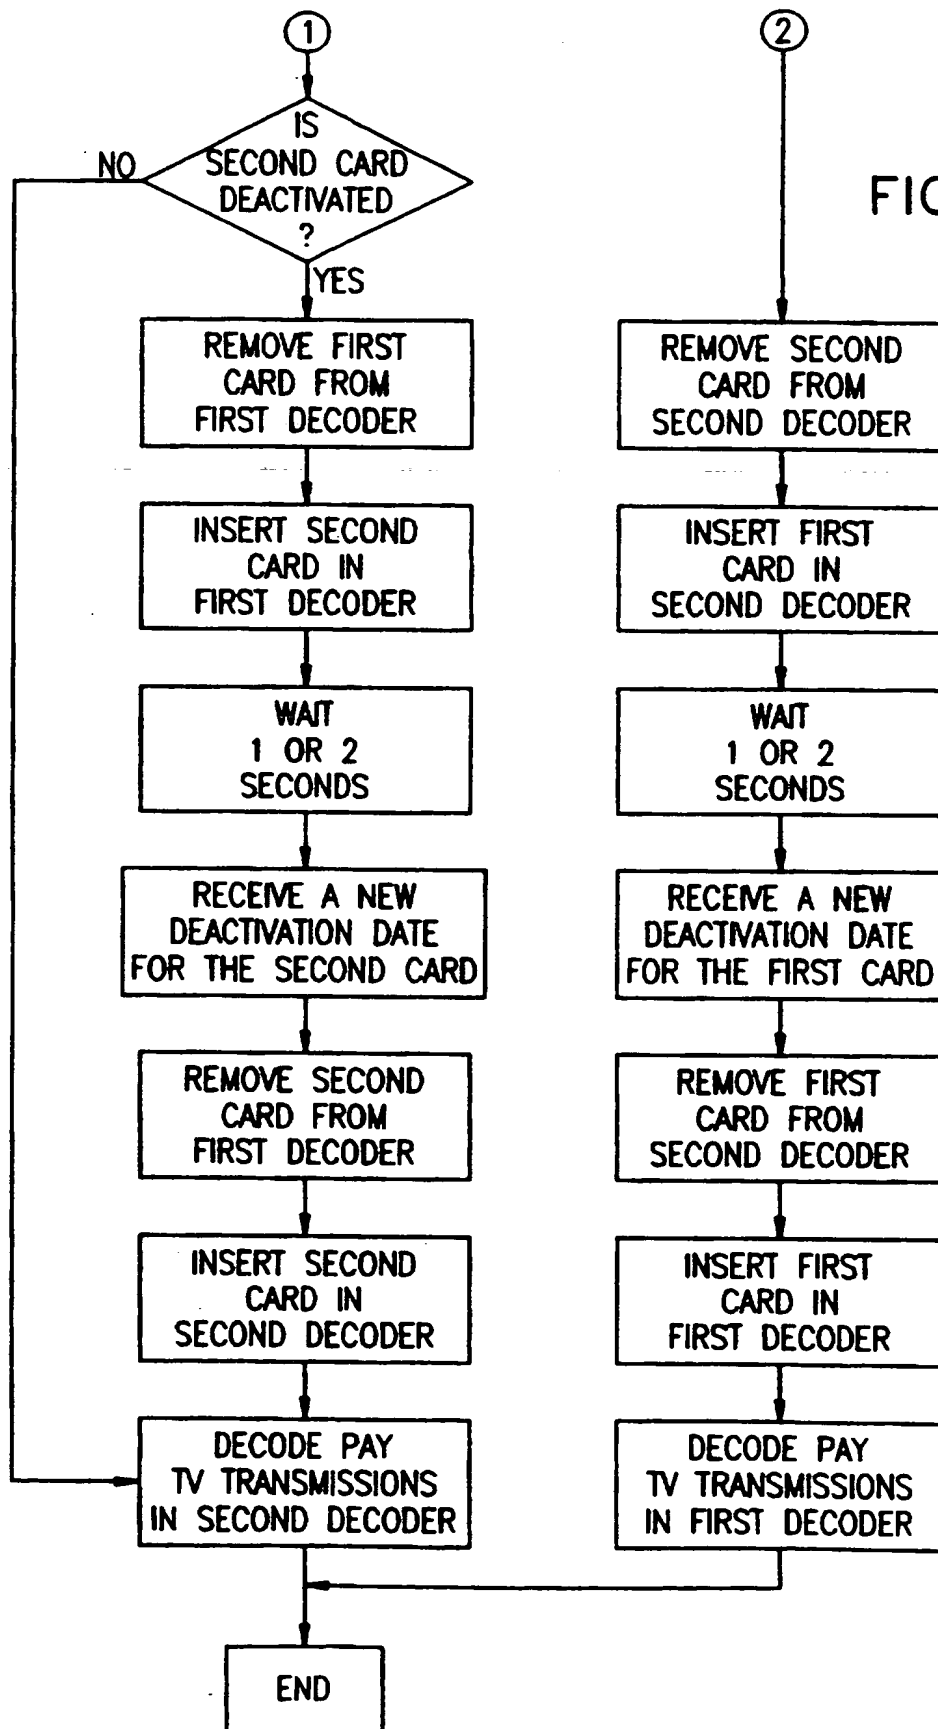 1
IS
SECOND CARD
DEACTIVATED
?
NO
YES
REMOVE FIRST
CARD FROM
FIRST DECODER
INSERT SECOND
CARD IN
FIRST DECODER
WAIT
1 OR 2
SECONDS
RECEIVE A NEW
DEACTIVATION DATE
FOR THE SECOND CARD
REMOVE SECOND
CARD FROM
FIRST DECODER
INSERT SECOND
CARD IN
SECOND DECODER
DECODE PAY
TV TRANSMISSIONS
IN SECOND DECODER
END
2
FIG
REMOVE SECOND
CARD FROM
SECOND DECODER
INSERT FIRST
CARD IN
SECOND DECODER
WAIT
1 OR 2
SECONDS
RECEIVE A NEW
DEACTIVATION DATE
FOR THE FIRST CARD
REMOVE FIRST
CARD FROM
SECOND DECODER
INSERT FIRST
CARD IN
FIRST DECODER
DECODE PAY
TV TRANSMISSIONS
IN FIRST DECODER